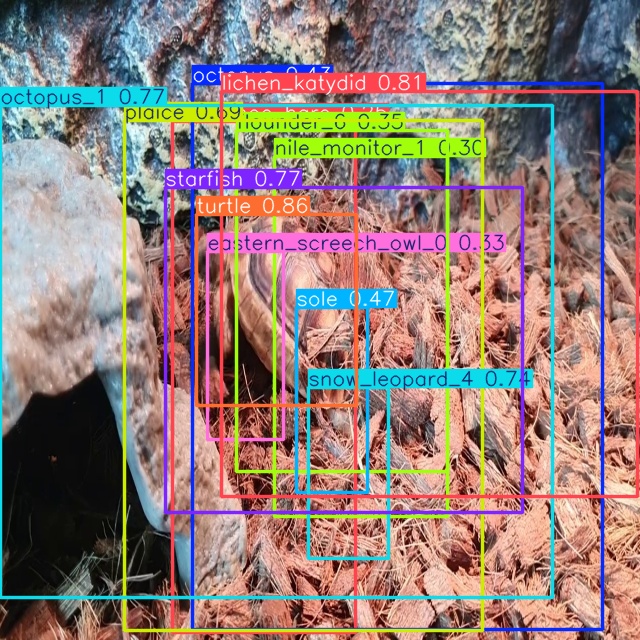 lichen_katydid 0.81
octopus_1 0.77
plaice 0.69
flounder_6 0.35
nile_monitor_1 0.30
starfish 0.77
turtle 0.86
eastern_screech_owl_0 0.33
sole 0.47
snow_leopard_4 0.74